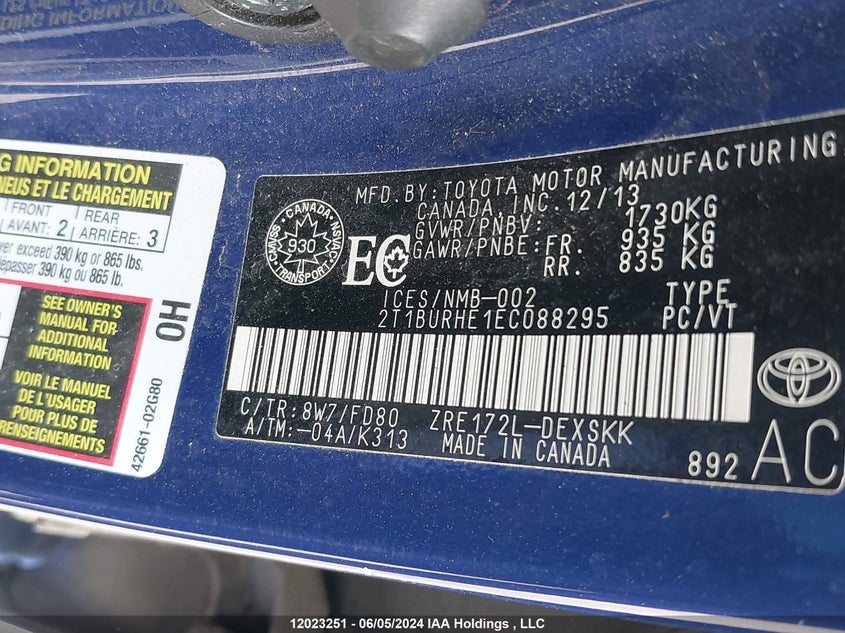 G INFORMATION
NEUS ET LE CHARGEMENT
FRONT
AVANT: 2
REAR
ARRIÈRE: 3
exceed 390 kg or 865 lbs.
390 kg ou 865 lb.
SEE OWNER'S
MANUAL FOR
ADDITIONAL
INFORMATION
VOIR LE MANUEL
DE L'USAGER
POUR PLUS DE
RENSEIGNEMENTS
0H
42661-02G80
MFD. BY: TOYOTA MOTOR MANUFACTURING
CANADA, INC. 12/13
GVWR/PNBV: 1730KG
GAWR/PNBE: FR. 935 KG
RR. 835 KG
CANADA
930
TRANSPORT
EC
ICES/NMB-002 TYPE
2T1BURHE1EC088295 PC/VT
C/TR: 8W7/FD80 ZRE172L-DEXSKK
A/TM:-04A/K313 MADE IN CANADA
892 AC
12023251 - 06/05/2024 IAA Holdings , LLC